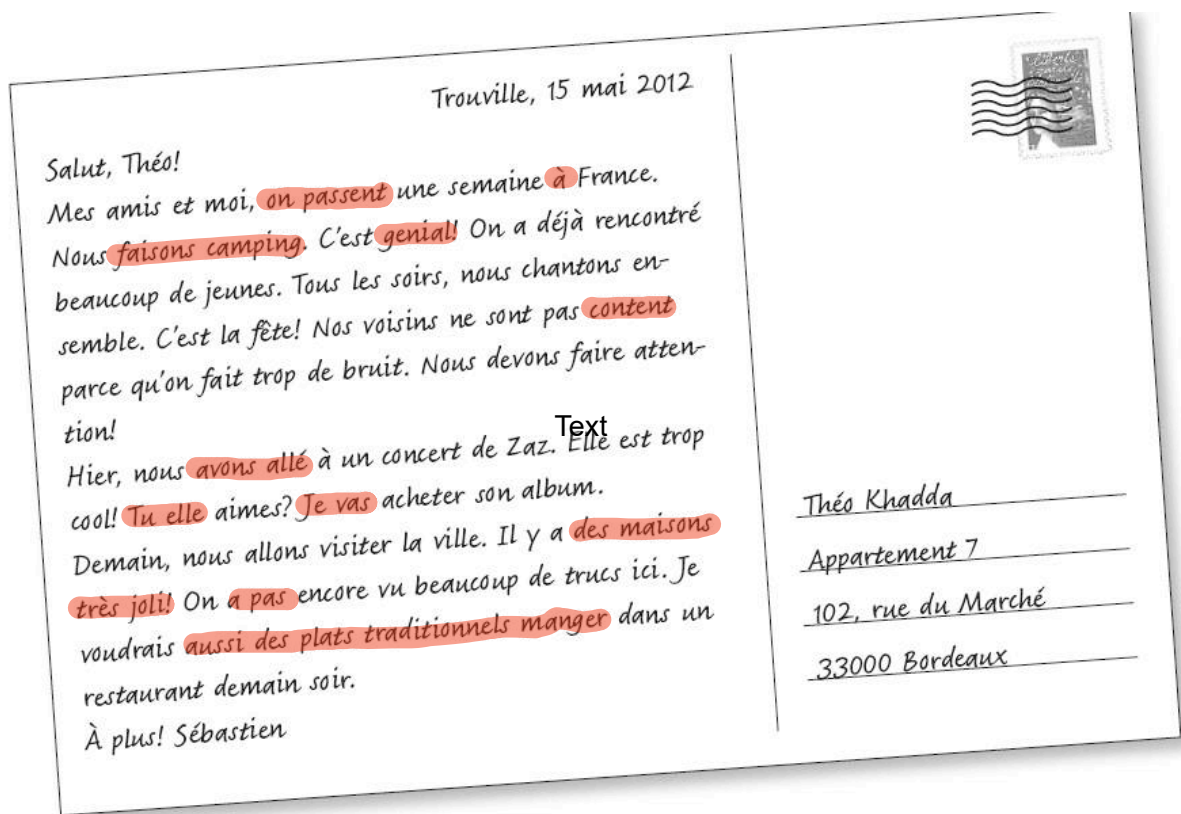 Trouville, 15 mai 2012
Salut, Théo!
Mes amis et moi, on passent une semaine à France.
Nous faisons camping. C'est genial! On a déjà rencontré
beaucoup de jeunes. Tous les soirs, nous chantons en-
semble. C'est la fête! Nos voisins ne sont pas content
parce qu'on fait trop de bruit. Nous devons faire atten-
tion!
Text
Hier, nous avons allé à un concert de Zaz. Elle est trop
cool! Tu elle aimes? Je vas acheter son album.
Demain, nous allons visiter la ville. Il y a des maisons
très joli! On a pas encore vu beaucoup de trucs ici. Je
voudrais aussi des plats traditionnels manger dans un
restaurant demain soir.
À plus! Sébastien
Théo Khadda
Appartement 7
102, rue du Marché
33000 Bordeaux